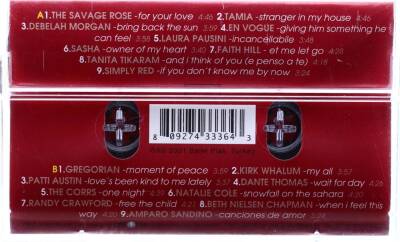 A1.THE SAVAGE ROSE -for your love 4:46 2.TAMIA -stranger in my house 4:46
3.DEBELAH MORGAN -bring back the sun 3:59 4.EN VOGUE -giving him something he
can feel 3:58 5.LAURA PAUSINI -incancellabile 3:48
6.SASHA -owner of my heart 3:40 7.FAITH HILL - et me let go 4:28
8.TANITA TIKARAM -and i think of you (e penso a te) 4:18
9.SIMPLY RED -if you don't know me by now 3:24
8 09274 33364 3
B1.GREGORIAN -moment of peace 3:59 2.KIRK WHALUM -my all 3:57
3.PATTI AUSTIN -love's been kind to me lately 3:57 4.DANTE THOMAS -wait for day 4:26
5.THE CORRS -one night 4:39 6.NATALIE COLE -snowfall on the sahara 4:20
7.RANDY CRAWFORD -free the child 4:21 8.BETH NIELSEN CHAPMAN -when i feel this
way 4:20 9.AMPARO SANDINO -canciones de amor